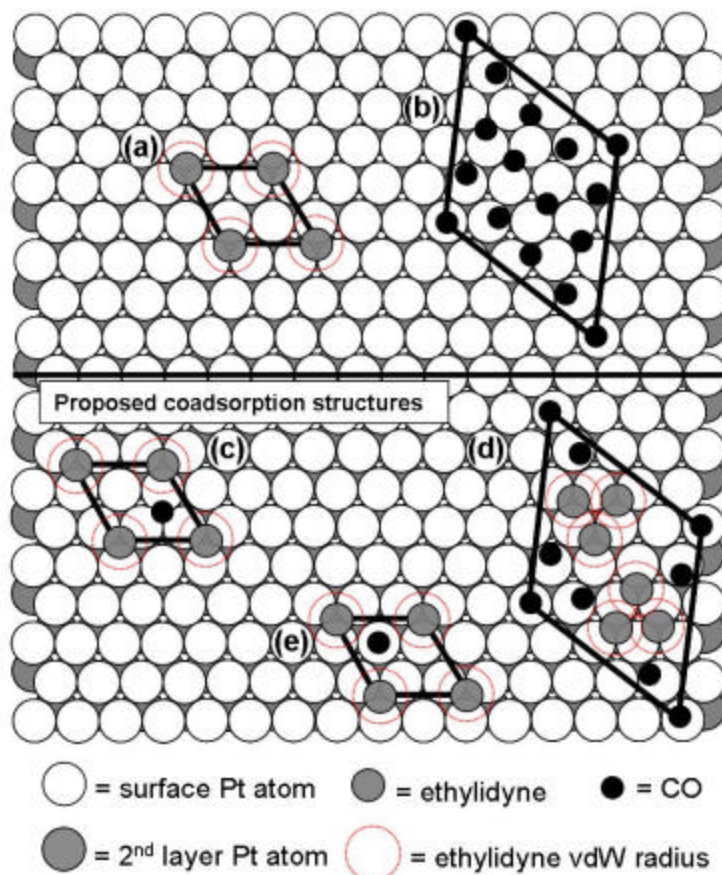 (a)
(b)
Proposed coadsorption structures
(c)
(d)
(e)
= surface Pt atom
= ethylidyne
= CO
= 2nd layer Pt atom
= ethylidyne vdW radius